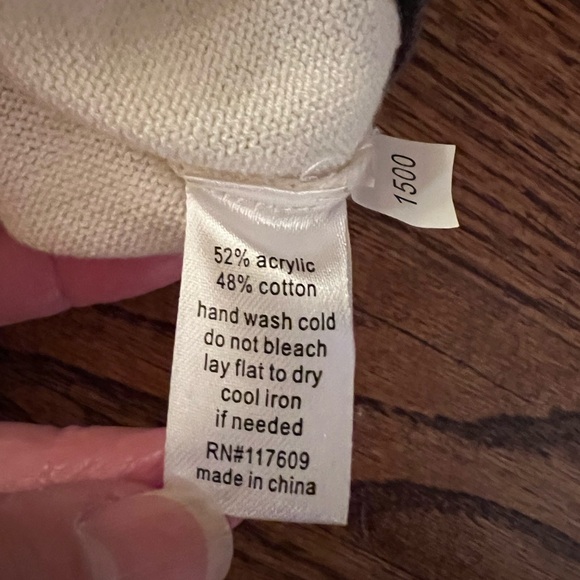 1500
52% acrylic
48% cotton
hand wash cold
do not bleach
lay flat to dry
cool iron
if needed
RN#117609
made in china